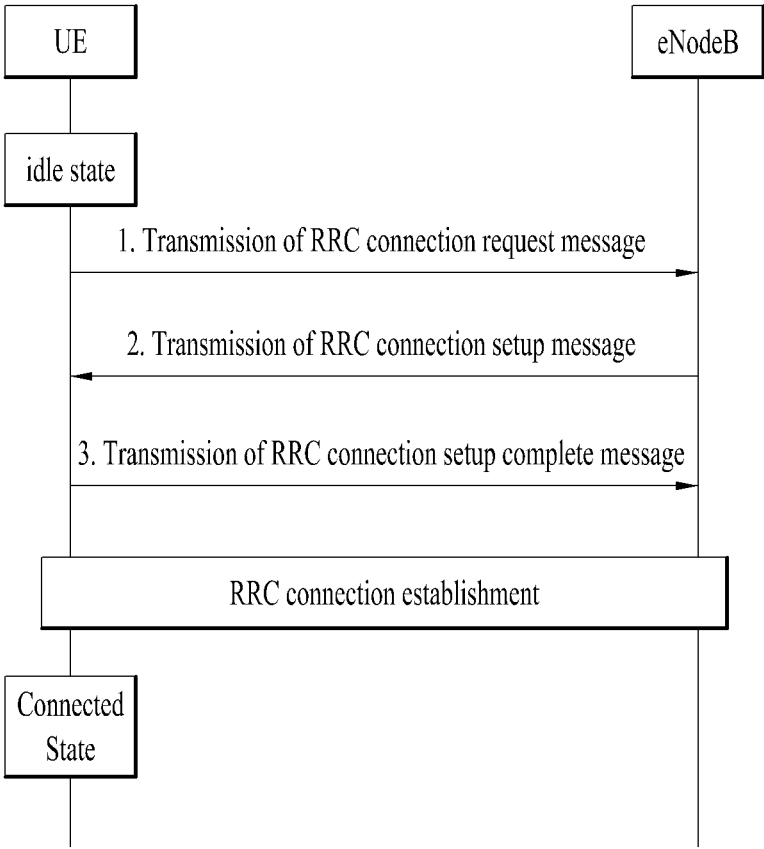 UE
eNodeB
idle state
1. Transmission of RRC connection request message
2. Transmission of RRC connection setup message
3. Transmission of RRC connection setup complete message
RRC connection establishment
Connected
State